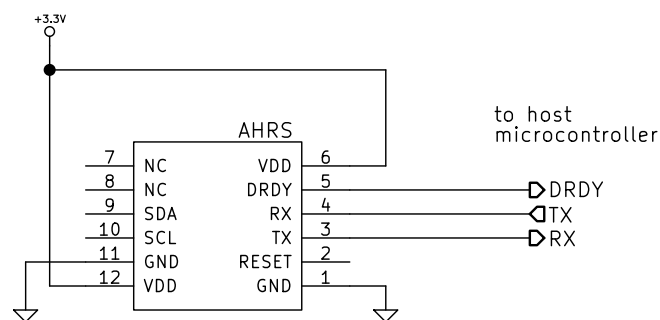 +3.3V
to host
microcontroller
AHRS
7 NC VDD 6
8 NC DRDY 5 DRDY
9 SDA RX 4 TX
10 SCL TX 3 RX
11 GND RESET 2
12 VDD GND 1